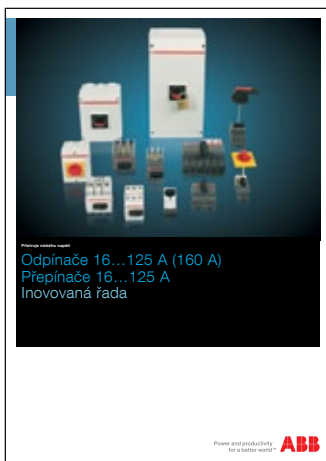 Přístroje nízkého napětí
Odpínače 16…125 A (160 A)
Přepínače 16…125 A
Inovovaná řada
Power and productivity
for a better world™
ABB